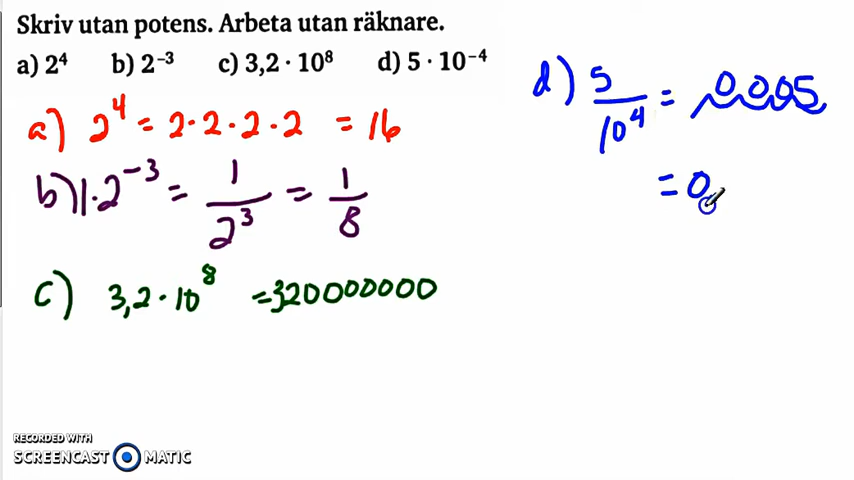 Skriv utan potens. Arbeta utan räknare.
a) 2⁴ b) 2⁻³ c) 3,2 · 10⁸ d) 5 · 10⁻⁴
a) 2⁴ = 2·2·2·2 = 16
b) 1·2⁻³ = 1/2³ = 1/8
c) 3,2·10⁸ =320000000
d) 5/10⁴ = 0005
= 0,
RECORDED WITH
SCREENCAST MATIC